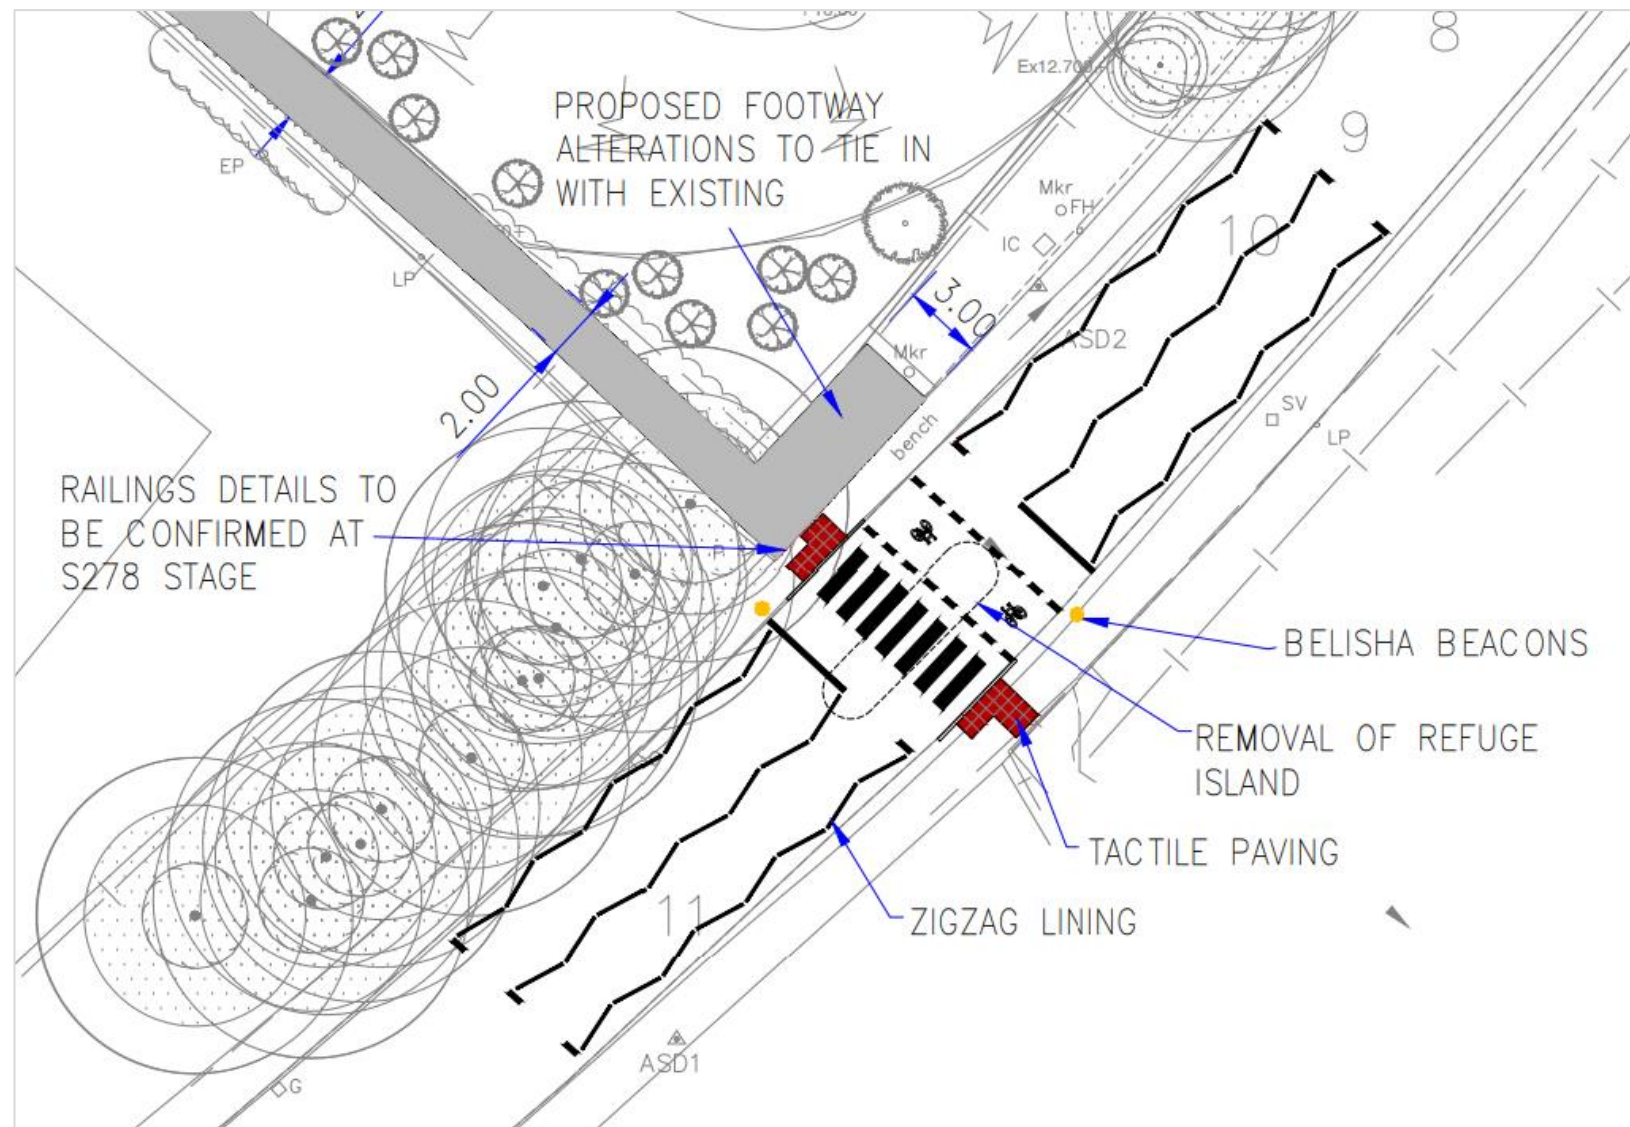 8
9
Ex12.700
PROPOSED FOOTWAY
ALTERATIONS TO TIE IN
WITH EXISTING
EP
Mkr
FH
10
IC
LP
3.00
ASD2
Mkr
2.00
SV
LP
bench
RAILINGS DETAILS TO
BE CONFIRMED AT
S278 STAGE
BELISHA BEACONS
REMOVAL OF REFUGE
ISLAND
TACTILE PAVING
11
ZIGZAG LINING
ASD1
G